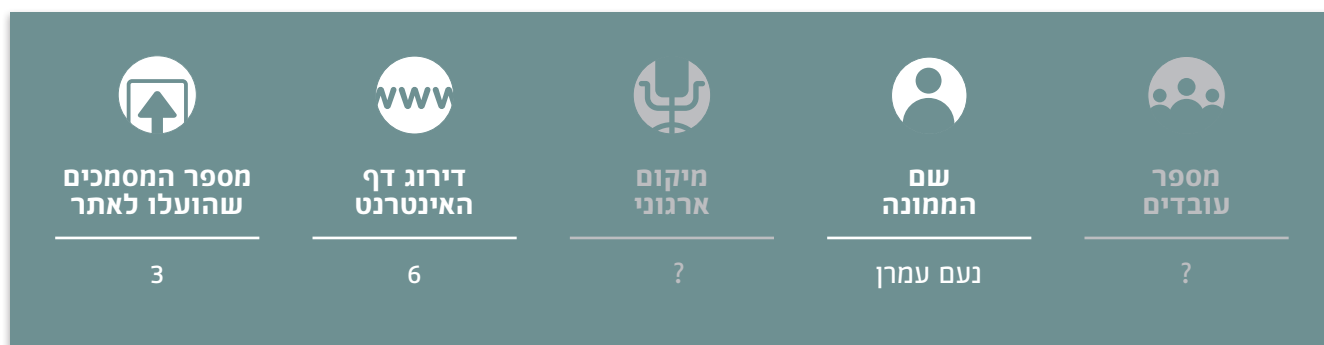 מספר
עובדים
?
שם
הממונה
נעם עמרן
מיקום
ארגוני
?
www
דירוג דף
האינטרנט
6
מספר המסמכים
שהועלו לאתר
3